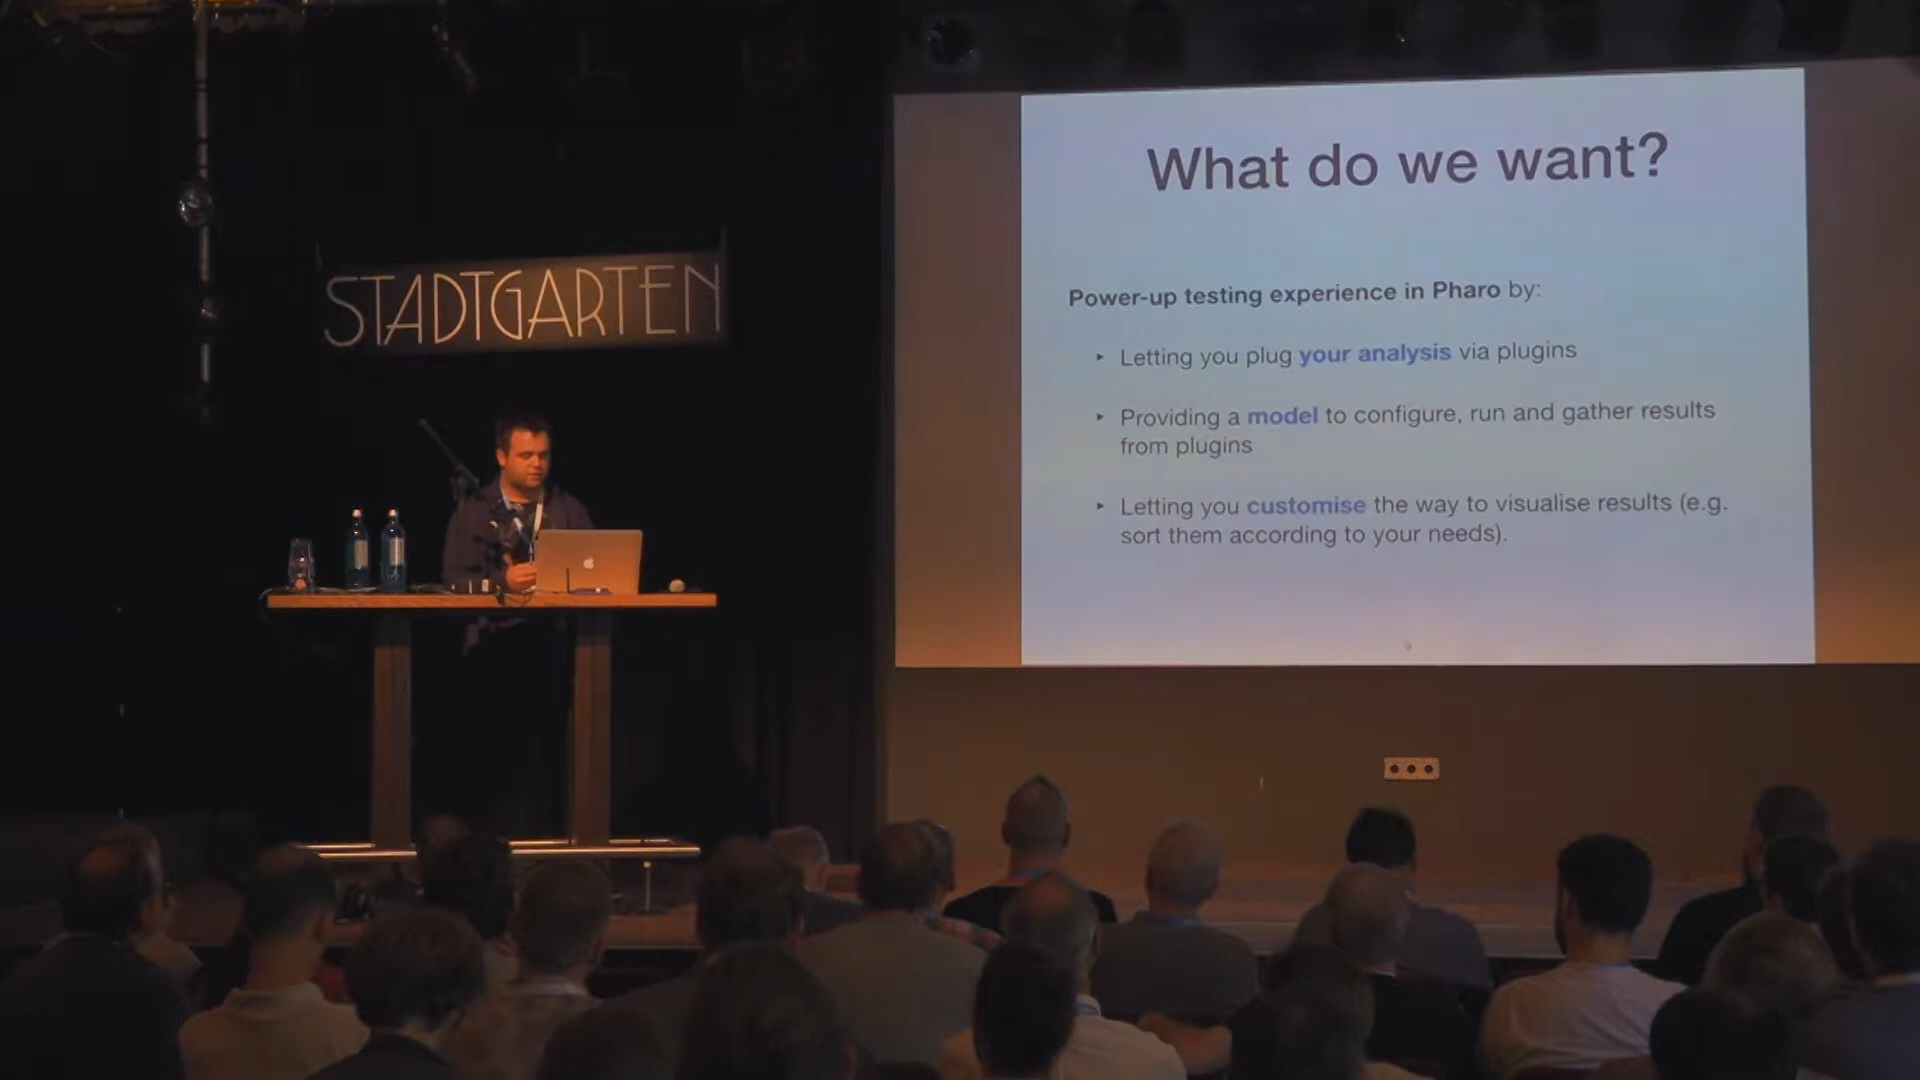 STADTGARTEN
What do we want?
Power-up testing experience in Pharo by:
‣ Letting you plug your analysis via plugins
‣ Providing a model to configure, run and gather results
from plugins
‣ Letting you customise the way to visualise results (e.g.
sort them according to your needs).